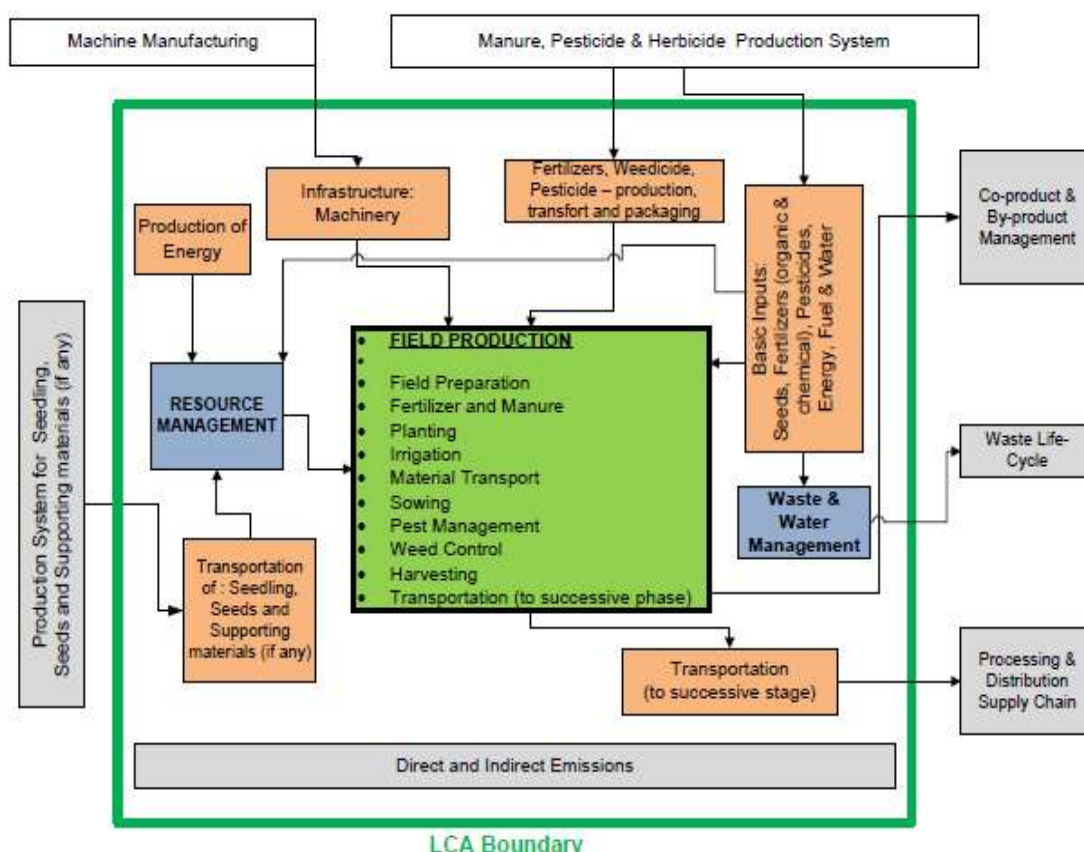 Machine Manufacturing
Manure, Pesticide & Herbicide Production System
Infrastructure:
Machinery
Fertilizers, Weedicide,
Pesticide – production,
transfort and packaging
Production of
Energy
Basic Inputs:
Seeds, Fertilizers (organic &
chemical), Pesticides,
Energy, Fuel & Water
Co-product &
By-product
Management
Production System for Seedling,
Seeds and Supporting materials (if any)
RESOURCE
MANAGEMENT
FIELD PRODUCTION
Field Preparation
Fertilizer and Manure
Planting
Irrigation
Material Transport
Sowing
Pest Management
Weed Control
Harvesting
Transportation (to successive phase)
Waste Life-
Cycle
Waste &
Water
Management
Transportation
of : Seedling,
Seeds and
Supporting
materials (if any)
Transportation
(to successive stage)
Processing &
Distribution
Supply Chain
Direct and Indirect Emissions
LCA Boundary